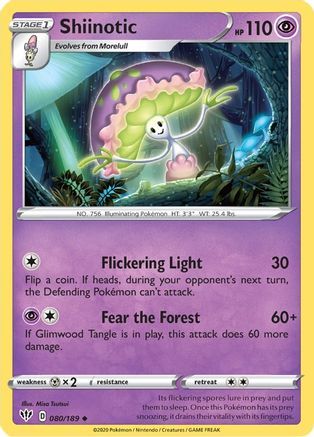 STAGE 1
Shiinotic
HP 110
Evolves from Morelull
NO. 756 Illuminating Pokémon HT: 3'3" WT: 25.4 lbs.
Flickering Light 30
Flip a coin. If heads, during your opponent's next turn,
the Defending Pokémon can't attack.
Fear the Forest 60+
If Glimwood Tangle is in play, this attack does 60 more
damage.
weakness ×2 resistance retreat
Illus. Misa Tsutsui
D 080/189
Its flickering spores lure in prey and put
them to sleep. Once this Pokémon has its prey
snoozing, it drains their vitality with its fingertips.
©2020 Pokémon / Nintendo / Creatures / GAME FREAK